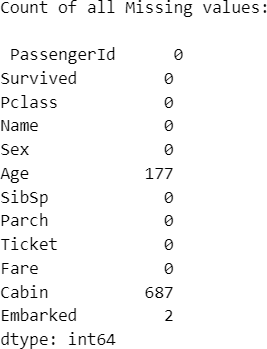 Count of all Missing values:
PassengerId 0
Survived 0
Pclass 0
Name 0
Sex 0
Age 177
SibSp 0
Parch 0
Ticket 0
Fare 0
Cabin 687
Embarked 2
dtype: int64